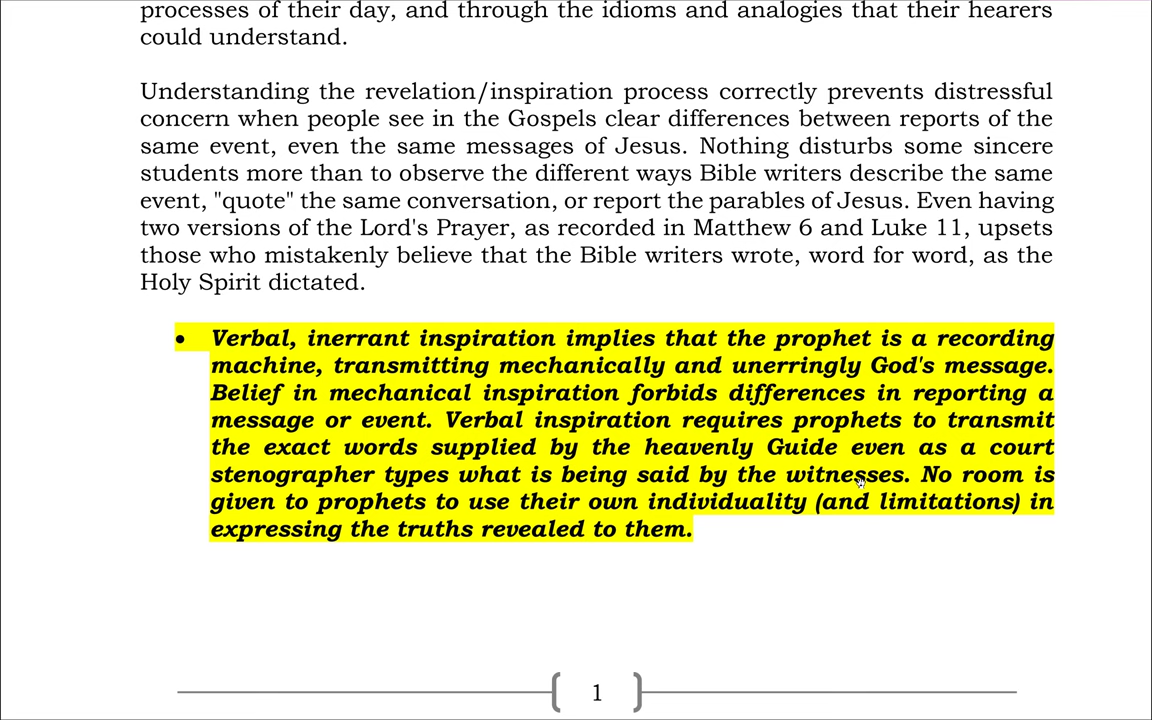 processes of their day, and through the idioms and analogies that their hearers
could understand.
Understanding the revelation/inspiration process correctly prevents distressful
concern when people see in the Gospels clear differences between reports of the
same event, even the same messages of Jesus. Nothing disturbs some sincere
students more than to observe the different ways Bible writers describe the same
event, "quote" the same conversation, or report the parables of Jesus. Even having
two versions of the Lord's Prayer, as recorded in Matthew 6 and Luke 11, upsets
those who mistakenly believe that the Bible writers wrote, word for word, as the
Holy Spirit dictated.
• Verbal, inerrant inspiration implies that the prophet is a recording
machine, transmitting mechanically and unerringly God's message.
Belief in mechanical inspiration forbids differences in reporting a
message or event. Verbal inspiration requires prophets to transmit
the exact words supplied by the heavenly Guide even as a court
stenographer types what is being said by the witnesses. No room is
given to prophets to use their own individuality (and limitations) in
expressing the truths revealed to them.
1